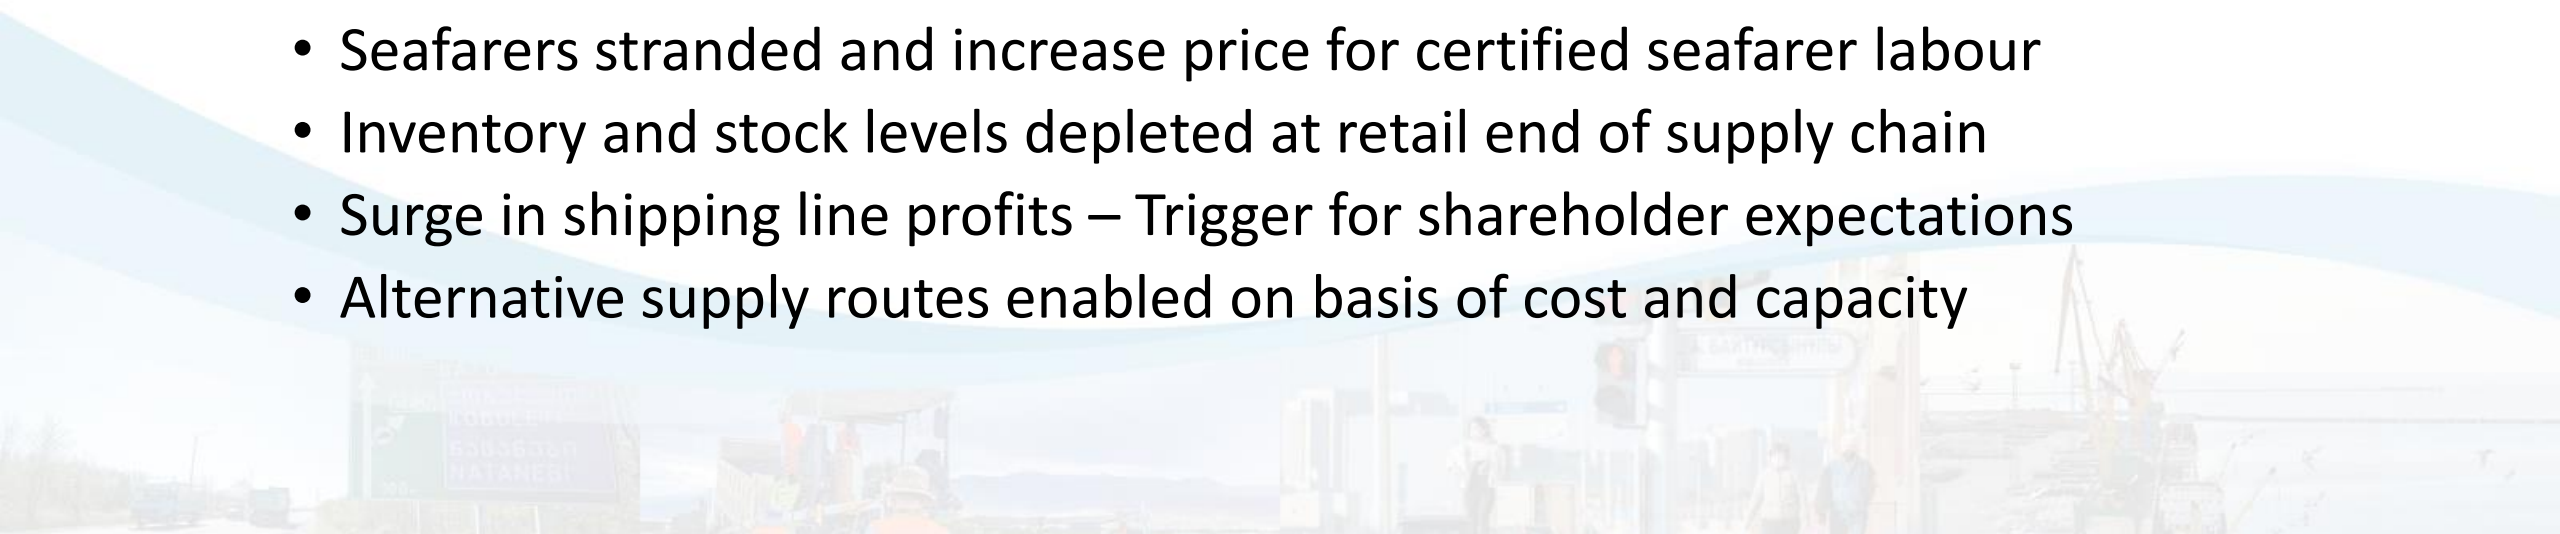 • Seafarers stranded and increase price for certified seafarer labour
• Inventory and stock levels depleted at retail end of supply chain
• Surge in shipping line profits – Trigger for shareholder expectations
• Alternative supply routes enabled on basis of cost and capacity
NATANEBI